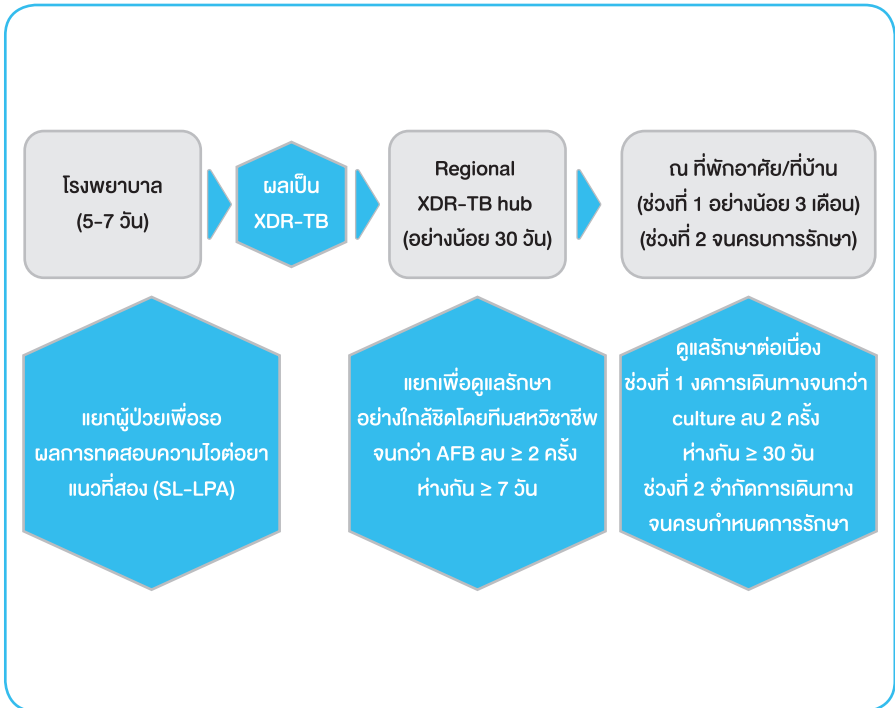 โรงพยาบาล
(5-7 วัน)
ผลเป็น
XDR-TB
Regional
XDR-TB hub
(อย่างน้อย 30 วัน)
ณ ที่พักอาศัย/ที่บ้าน
(ช่วงที่ 1 อย่างน้อย 3 เดือน)
(ช่วงที่ 2 จนครบการรักษา)
แยกผู้ป่วยเพื่อรอ
ผลการทดสอบความไวต่อยา
แนวที่สอง (SL-LPA)
แยกเพื่อดูแลรักษา
อย่างใกล้ชิดโดยทีมสหวิชาชีพ
จนกว่า AFB ลบ ≥ 2 ครั้ง
ห่างกัน ≥ 7 วัน
ดูแลรักษาต่อเนื่อง
ช่วงที่ 1 งดการเดินทางจนกว่า
culture ลบ 2 ครั้ง
ห่างกัน ≥ 30 วัน
ช่วงที่ 2 จำกัดการเดินทาง
จนครบกำหนดการรักษา